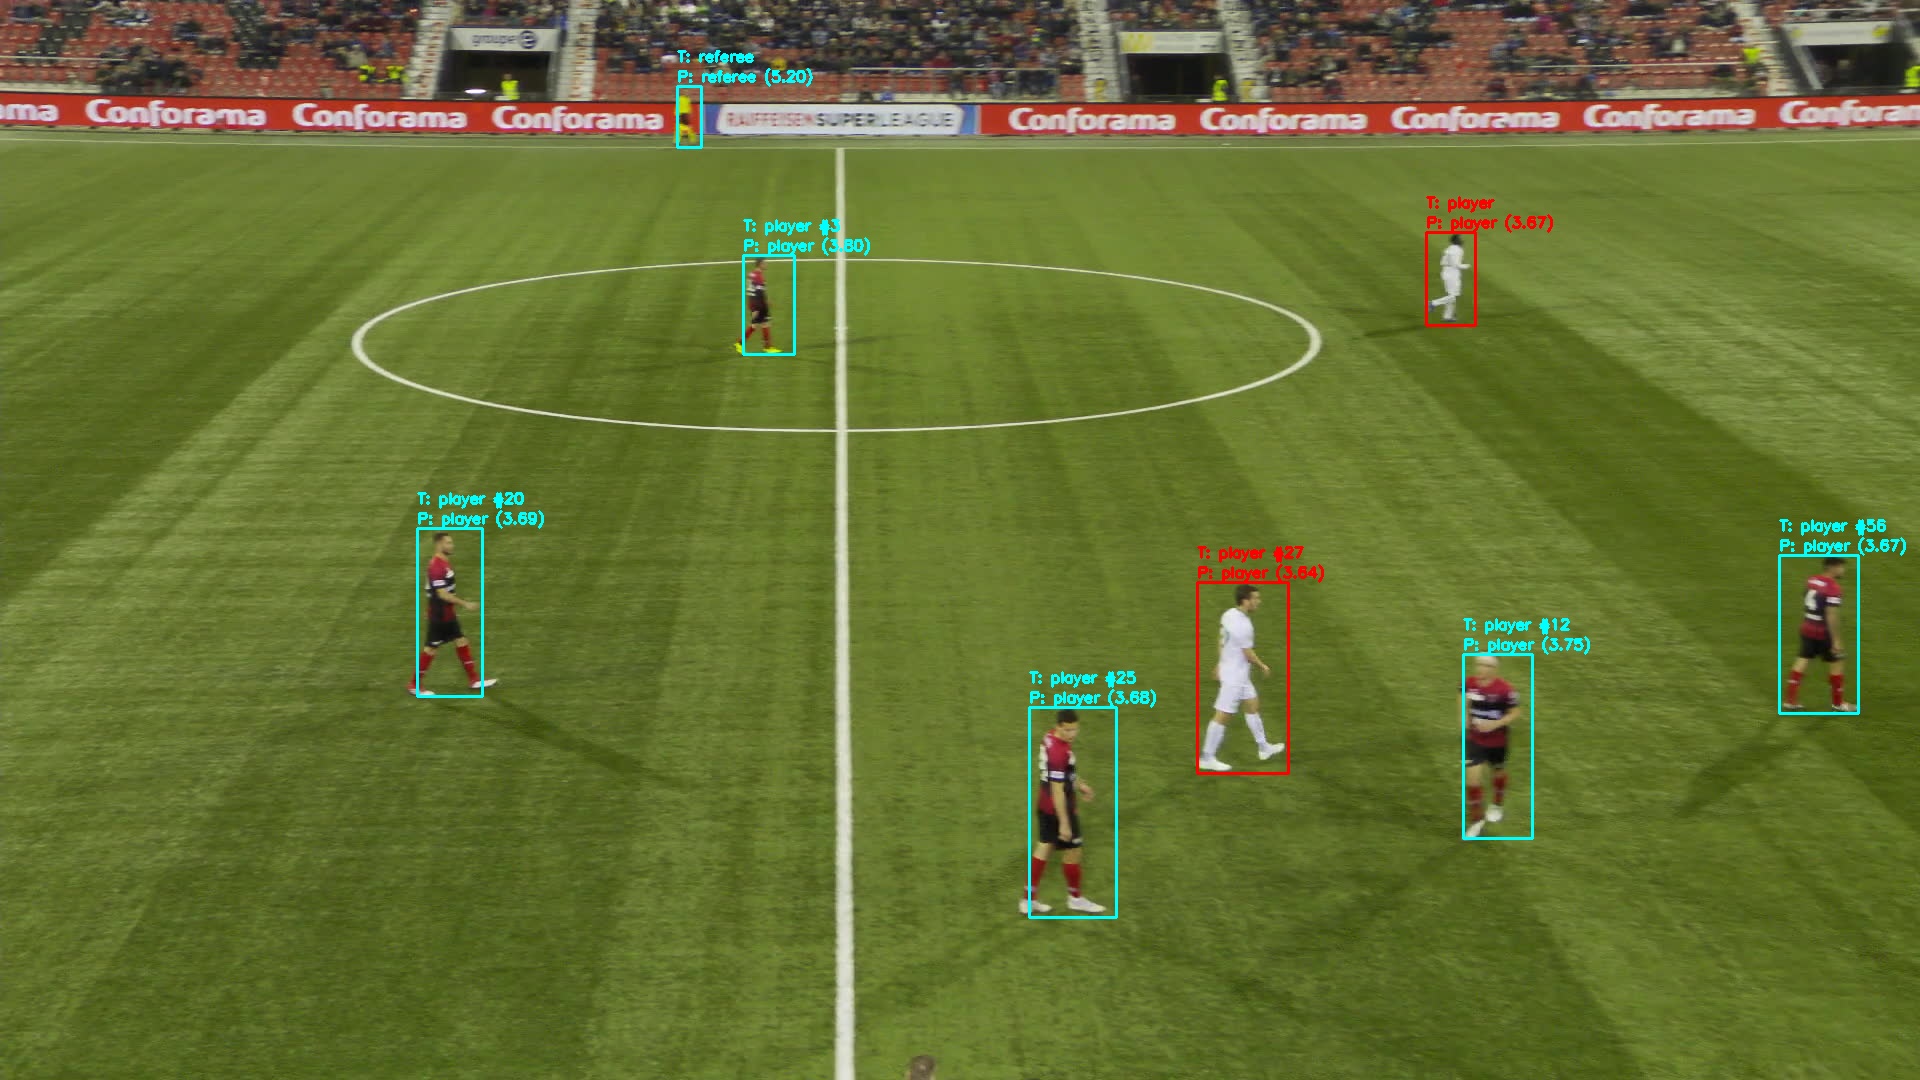 groupe E
T: referee
P: referee (5.20)
Conforama
Conforama
Conforama
RAIFFEISEN SUPER LEAGUE
Conforama
Conforama
Conforama
Conforama
T: player #3
P: player (3.80)
T: player
P: player (3.67)
T: player #20
P: player (3.69)
T: player #27
P: player (3.64)
T: player #56
P: player (3.67)
4
T: player #12
P: player (3.75)
T: player #25
P: player (3.68)